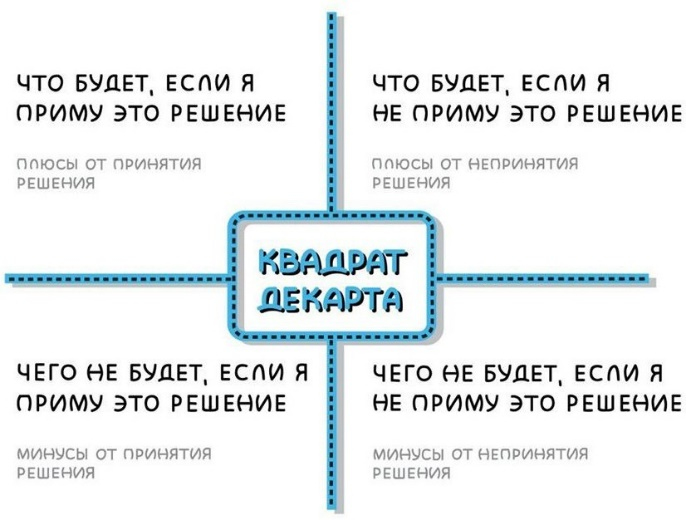 ЧТО БУДЕТ, ЕСЛИ Я
ПРИМУ ЭТО РЕШЕНИЕ
ПЛЮСЫ ОТ ПРИНЯТИЯ
РЕШЕНИЯ
ЧТО БУДЕТ, ЕСЛИ Я
НЕ ПРИМУ ЭТО РЕШЕНИЕ
ПЛЮСЫ ОТ НЕПРИНЯТИЯ
РЕШЕНИЯ
КВАДРАТ
ДЕКАРТА
ЧЕГО НЕ БУДЕТ, ЕСЛИ Я
ПРИМУ ЭТО РЕШЕНИЕ
МИНУСЫ ОТ ПРИНЯТИЯ
РЕШЕНИЯ
ЧЕГО НЕ БУДЕТ, ЕСЛИ Я
НЕ ПРИМУ ЭТО РЕШЕНИЕ
МИНУСЫ ОТ НЕПРИНЯТИЯ
РЕШЕНИЯ